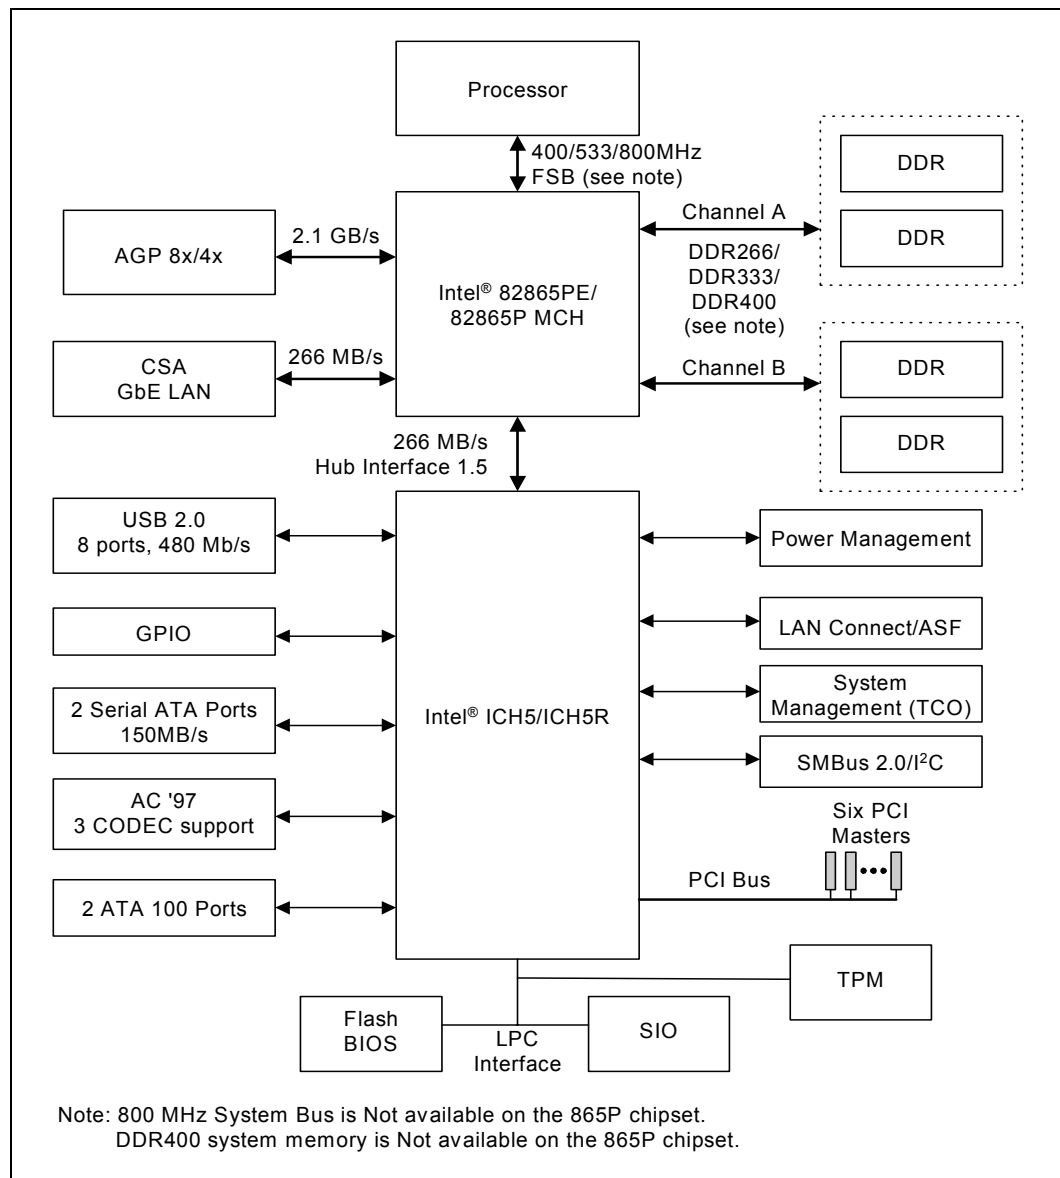 Processor
400/533/800MHz
FSB (see note)
DDR
DDR
Channel A
DDR266/
DDR333/
DDR400
(see note)
Channel B
DDR
DDR
AGP 8x/4x
2.1 GB/s
Intel® 82865PE/
82865P MCH
CSA
GbE LAN
266 MB/s
266 MB/s
Hub Interface 1.5
USB 2.0
8 ports, 480 Mb/s
GPIO
2 Serial ATA Ports
150MB/s
AC '97
3 CODEC support
2 ATA 100 Ports
Intel® ICH5/ICH5R
Power Management
LAN Connect/ASF
System
Management (TCO)
SMBus 2.0/I²C
Six PCI
Masters
PCI Bus
TPM
Flash
BIOS
LPC
Interface
SIO
Note: 800 MHz System Bus is Not available on the 865P chipset.
DDR400 system memory is Not available on the 865P chipset.